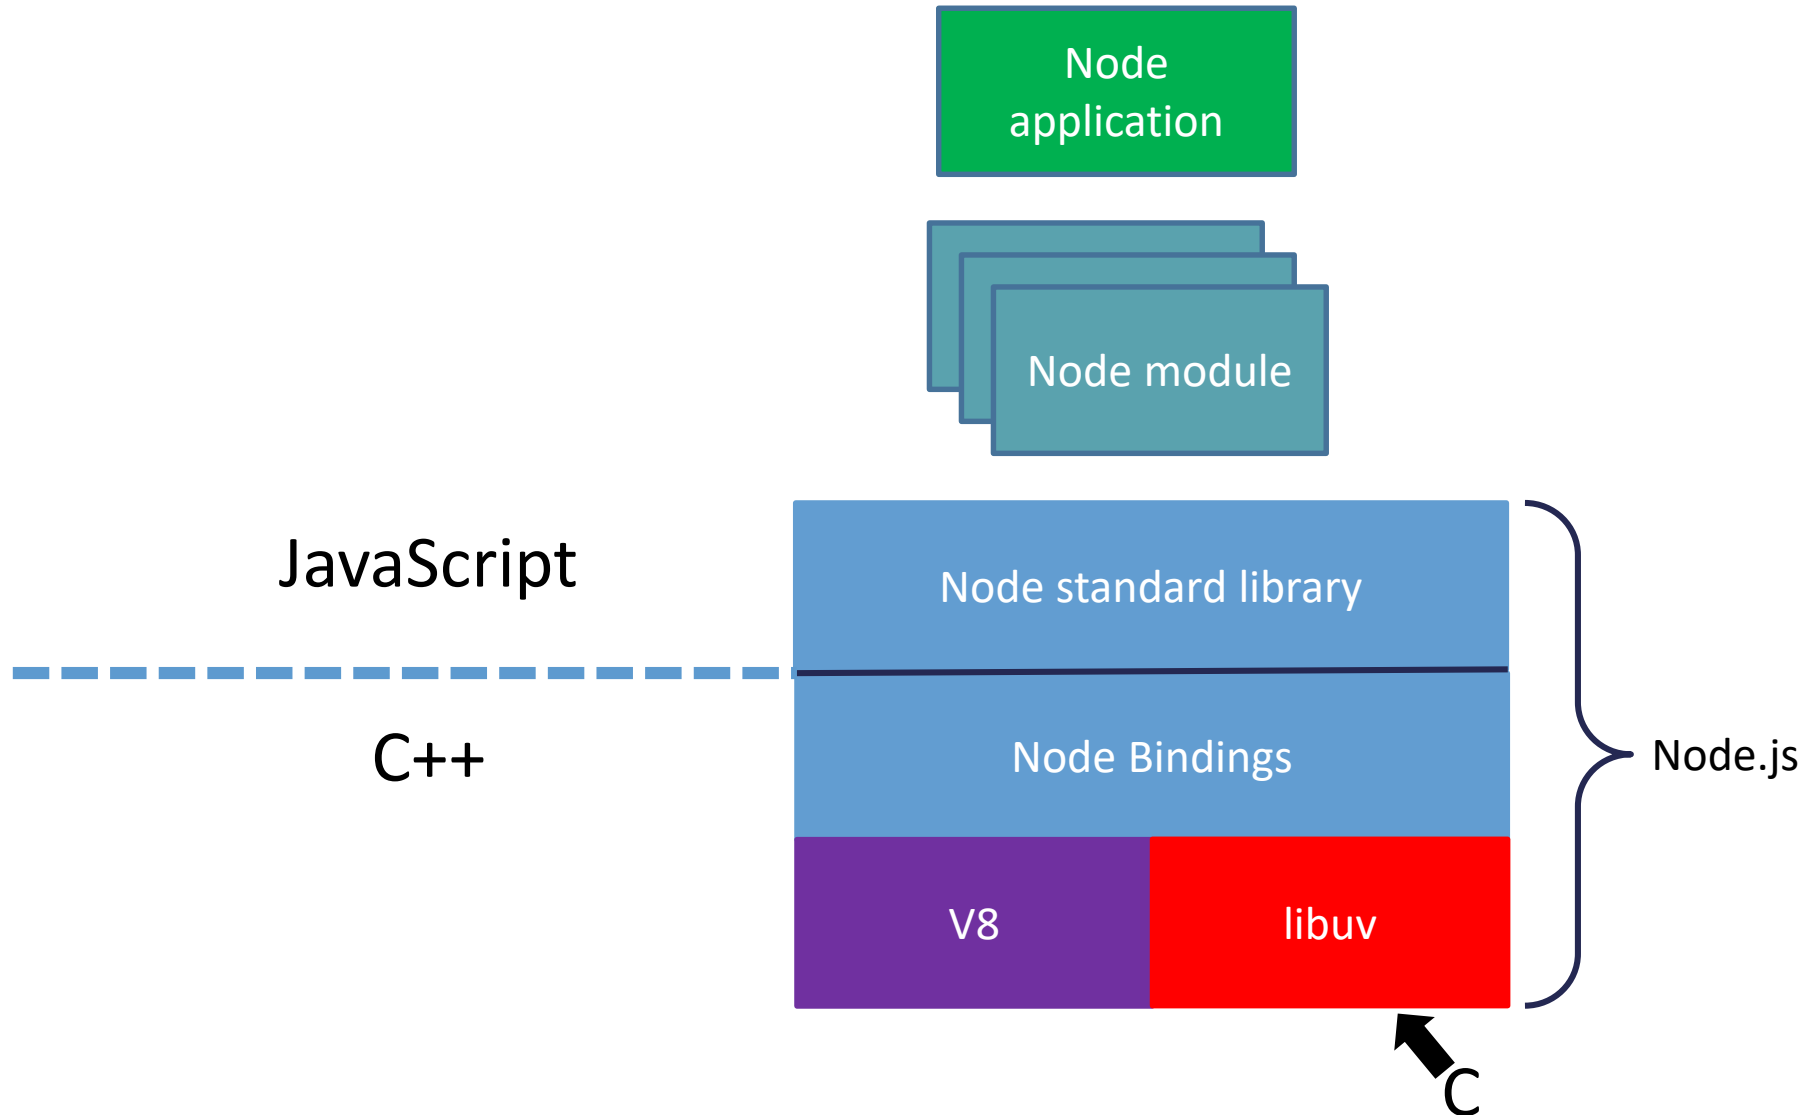 Node
application
Node module
JavaScript
Node standard library
C++
Node Bindings
Node.js
V8
libuv
C